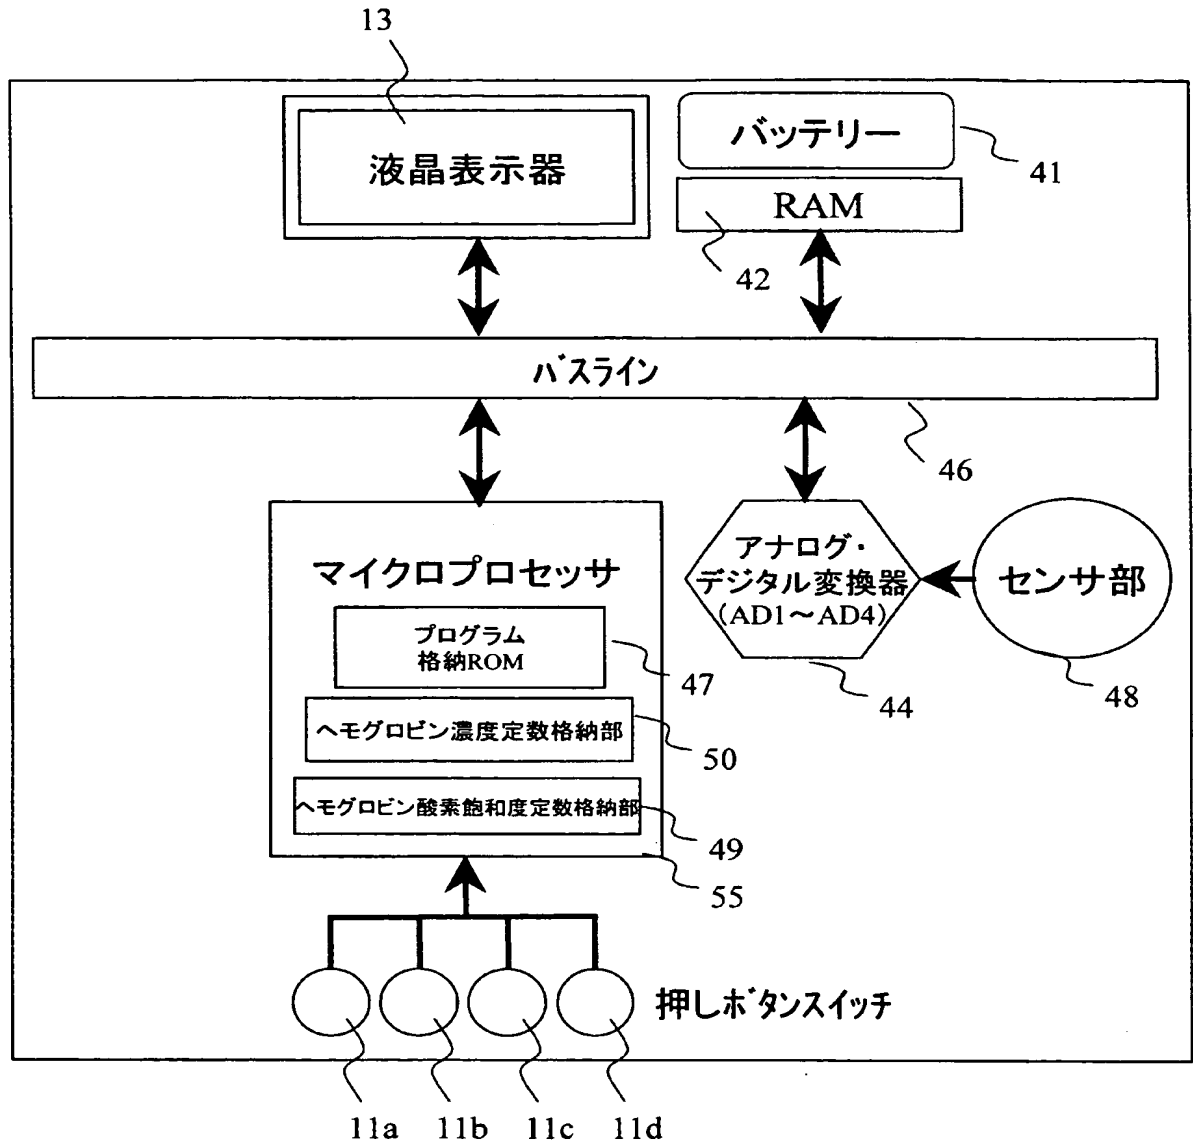 13
バッテリー
液晶表示器
41
RAM
42
バスライン
46
アナログ・
マイクロプロセッサ
デジタル変換器
センサ部
(AD1～AD4)
プログラム
格納ROM
47
44
48
ヘモグロビン濃度定数格納部
50
ヘモグロビン酸素飽和度定数格納部
49
55
押しボタンスイッチ
11a
11b
11c
11d